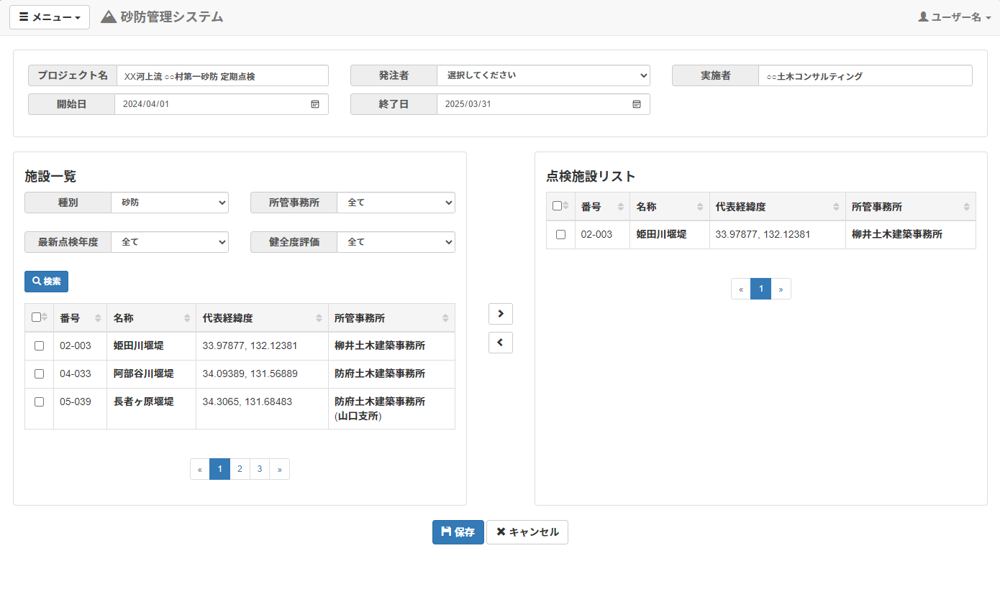 メニュー
砂防管理システム
ユーザー名
プロジェクト名 XX河上流 ○○村第一砂防 定期点検
発注者 選択してください
実施者 ○○土木コンサルティング
開始日 2024/04/01
終了日 2025/03/31
施設一覧
種別 砂防
所管事務所 全て
最新点検年度 全て
健全度評価 全て
検索
番号 名称 代表経緯度 所管事務所
02-003 姫田川堰堤 33.97877, 132.12381 柳井土木建築事務所
04-033 阿部谷川堰堤 34.09389, 131.56889 防府土木建築事務所
05-039 長者ヶ原堰堤 34.3065, 131.68483 防府土木建築事務所
(山口支所)
« 1 2 3 »
点検施設リスト
番号 名称 代表経緯度 所管事務所
02-003 姫田川堰堤 33.97877, 132.12381 柳井土木建築事務所
« 1 »
保存
キャンセル